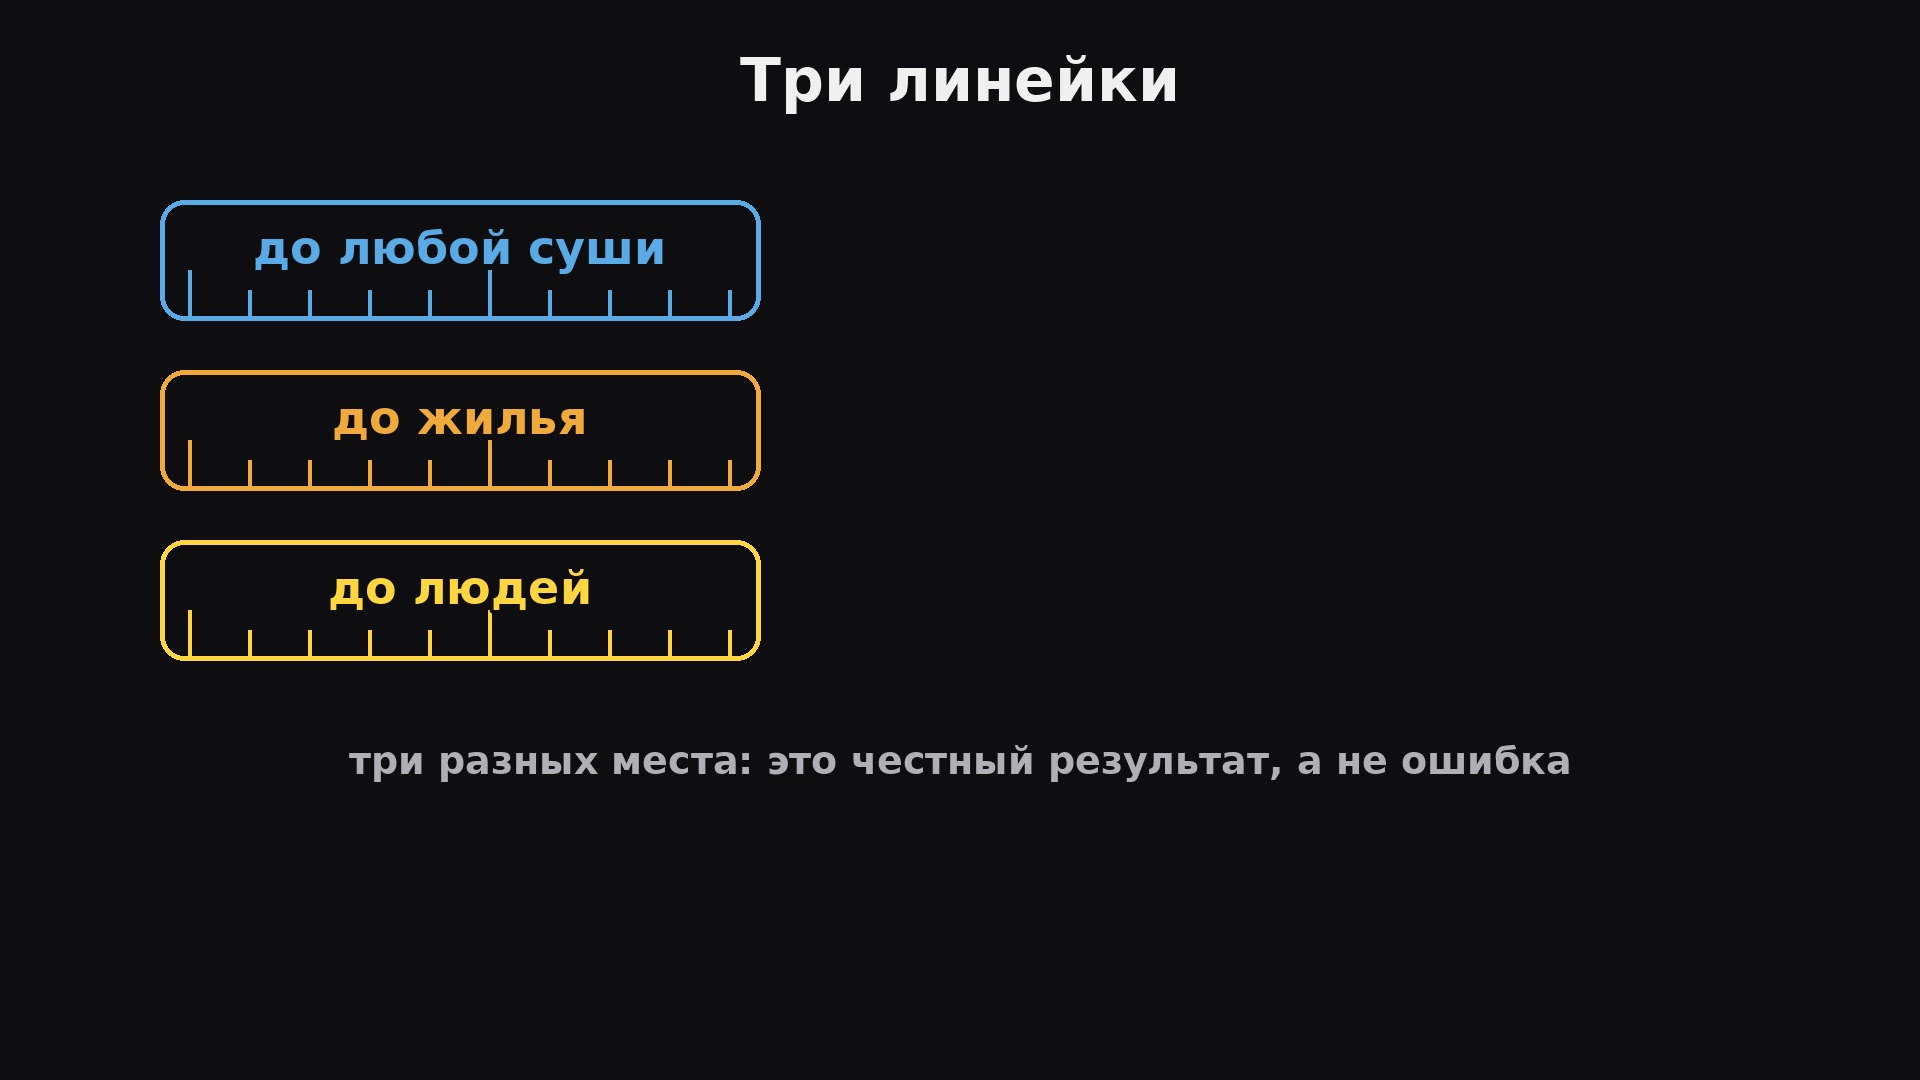 Три линейки
до любой суши
до жилья
до людей
три разных места: это честный результат, а не ошибка